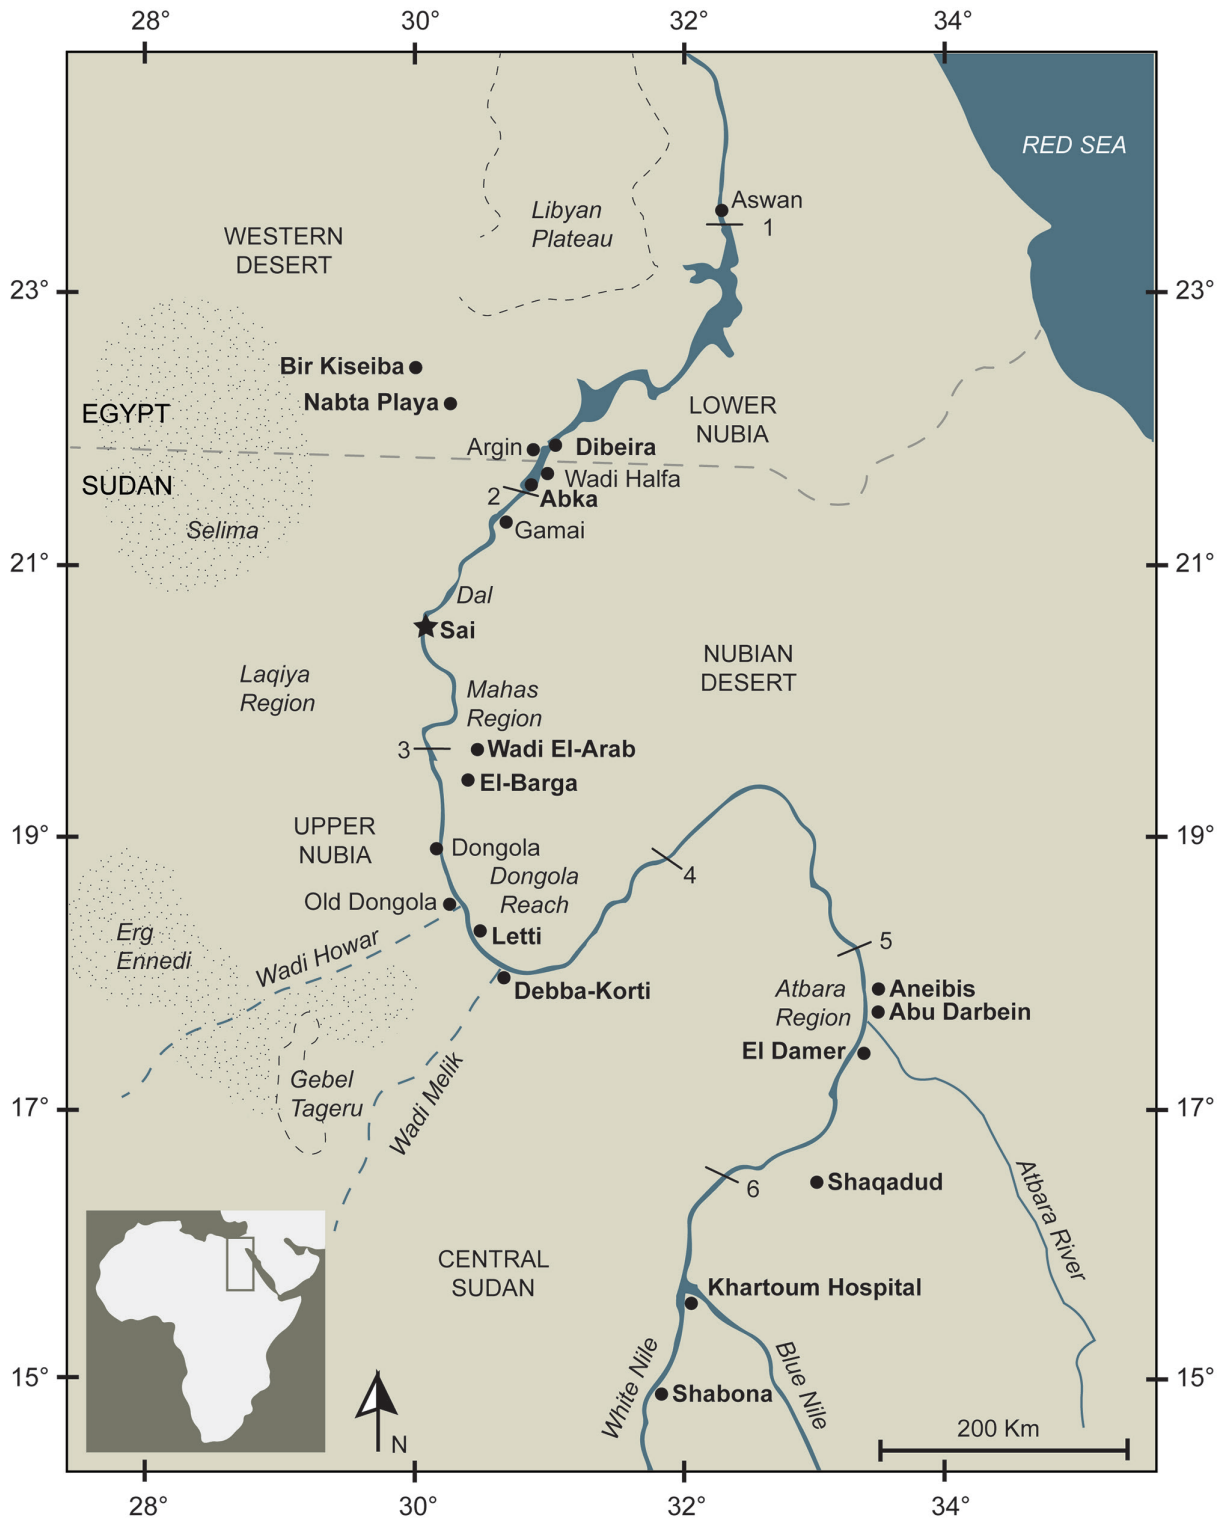 28°
30°
32°
34°
RED SEA
Aswan
1
Libyan
Plateau
WESTERN
DESERT
23°
23°
Bir Kiseiba
Nabta Playa
LOWER
NUBIA
EGYPT
Argin
Dibeira
SUDAN
Wadi Halfa
2
Abka
Selima
Gamai
21°
21°
Dal
Sai
NUBIAN
DESERT
Laqiya
Region
Mahas
Region
3
Wadi El-Arab
El-Barga
UPPER
NUBIA
19°
19°
Dongola
4
Dongola
Reach
Old Dongola
Letti
5
Erg
Ennedi
Wadi Howar
Debba-Korti
Atbara
Region
Aneibis
Abu Darbein
El Damer
Gebel
Tageru
Wadi Melik
17°
17°
6
Shaqadud
Atbara River
CENTRAL
SUDAN
Khartoum Hospital
White Nile
Blue Nile
15°
15°
Shabona
N
200 Km
28°
30°
32°
34°